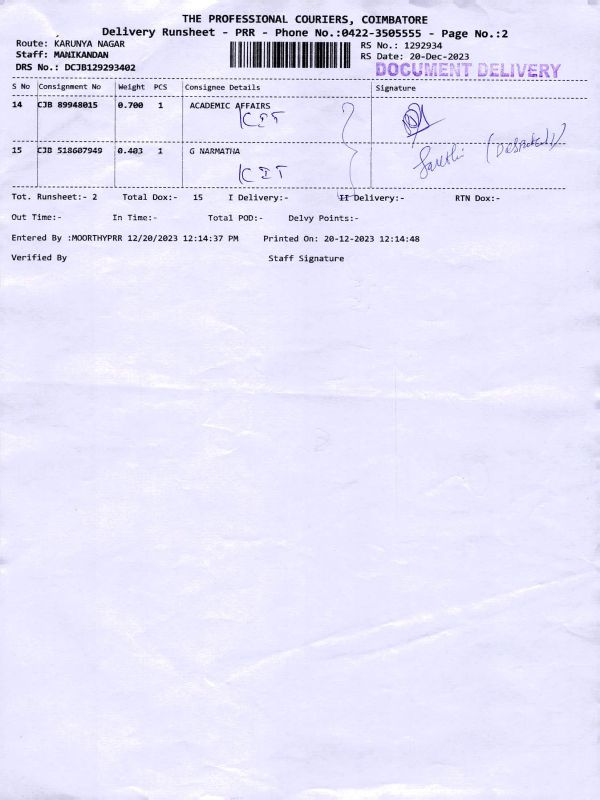 THE PROFESSIONAL COURIERS, COIMBATORE
Delivery Runsheet - PRR - Phone No.:0422-3505555 - Page No.:2
Route: KARUNYA NAGAR RS No.: 1292934
Staff: MANIKANDAN RS Date: 20-Dec-2023
DRS No.: DCJB129293402 DOCUMENT DELIVERY
S No Consignment No Weight PCS Consignee Details Signature
14 CJB 89948015 0.700 1 ACADEMIC AFFAIRS
KIT
15 CJB 518607949 0.403 1 G NARMATHA
KIT
Tot. Runsheet:- 2 Total Dox:- 15 I Delivery:- II Delivery:- RTN Dox:-
Out Time:- In Time:- Total POD:- Delvy Points:-
Entered By :MOORTHYPRR 12/20/2023 12:14:37 PM Printed On: 20-12-2023 12:14:48
Verified By Staff Signature